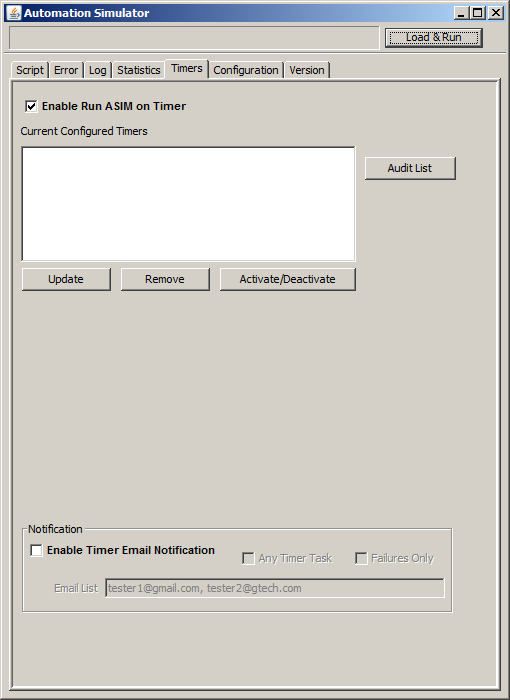 Automation Simulator
Load & Run
Script Error Log Statistics Timers Configuration Version
Enable Run ASIM on Timer
Current Configured Timers
Audit List
Update Remove Activate/Deactivate
Notification
Enable Timer Email Notification Any Timer Task Failures Only
Email List tester1@gmail.com, tester2@gtech.com